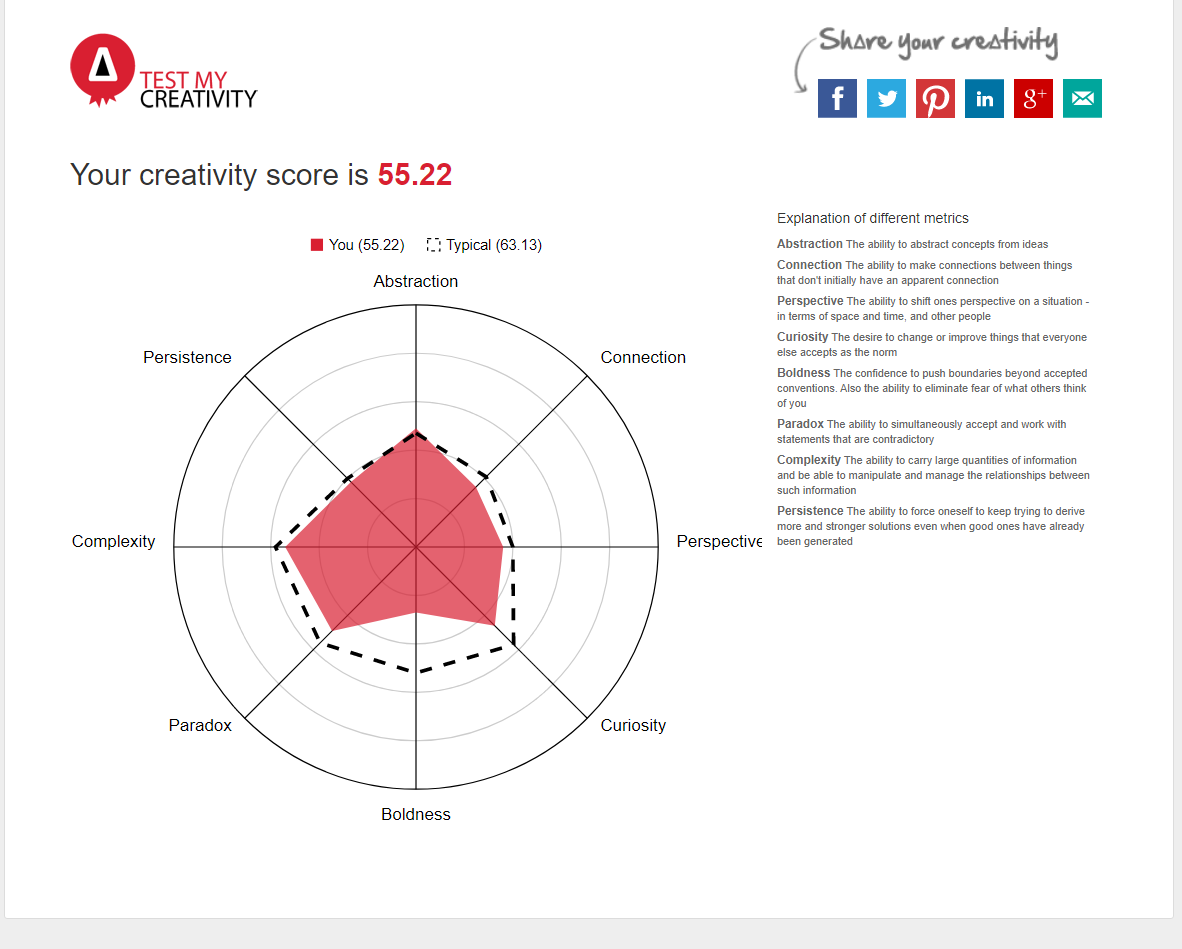 Share your creativity
TEST MY
CREATIVITY
f
in
g+
Your creativity score is 55.22
You (55.22)
Typical (63.13)
Abstraction
Persistence
Connection
Complexity
Perspective
Paradox
Curiosity
Boldness
Explanation of different metrics
Abstraction The ability to abstract concepts from ideas
Connection The ability to make connections between things
that don't initially have an apparent connection
Perspective The ability to shift ones perspective on a situation -
in terms of space and time, and other people
Curiosity The desire to change or improve things that everyone
else accepts as the norm
Boldness The confidence to push boundaries beyond accepted
conventions. Also the ability to eliminate fear of what others think
of you
Paradox The ability to simultaneously accept and work with
statements that are contradictory
Complexity The ability to carry large quantities of information
and be able to manipulate and manage the relationships between
such information
Persistence The ability to force oneself to keep trying to derive
more and stronger solutions even when good ones have already
been generated